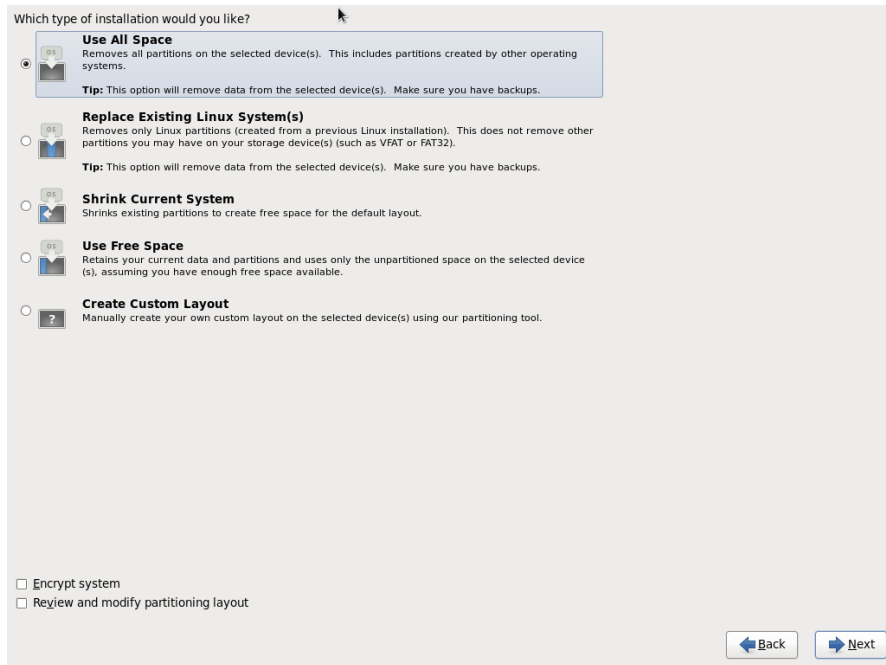 Which type of installation would you like?
Use All Space
Removes all partitions on the selected device(s).  This includes partitions created by other operating
systems.
Tip: This option will remove data from the selected device(s).  Make sure you have backups.
Replace Existing Linux System(s)
Removes only Linux partitions (created from a previous Linux installation).  This does not remove other
partitions you may have on your storage device(s) (such as VFAT or FAT32).
Tip: This option will remove data from the selected device(s).  Make sure you have backups.
Shrink Current System
Shrinks existing partitions to create free space for the default layout.
Use Free Space
Retains your current data and partitions and uses only the unpartitioned space on the selected device
(s), assuming you have enough free space available.
Create Custom Layout
Manually create your own custom layout on the selected device(s) using our partitioning tool.
OS
OS
OS
OS
?
Encrypt system
Review and modify partitioning layout
Back
Next